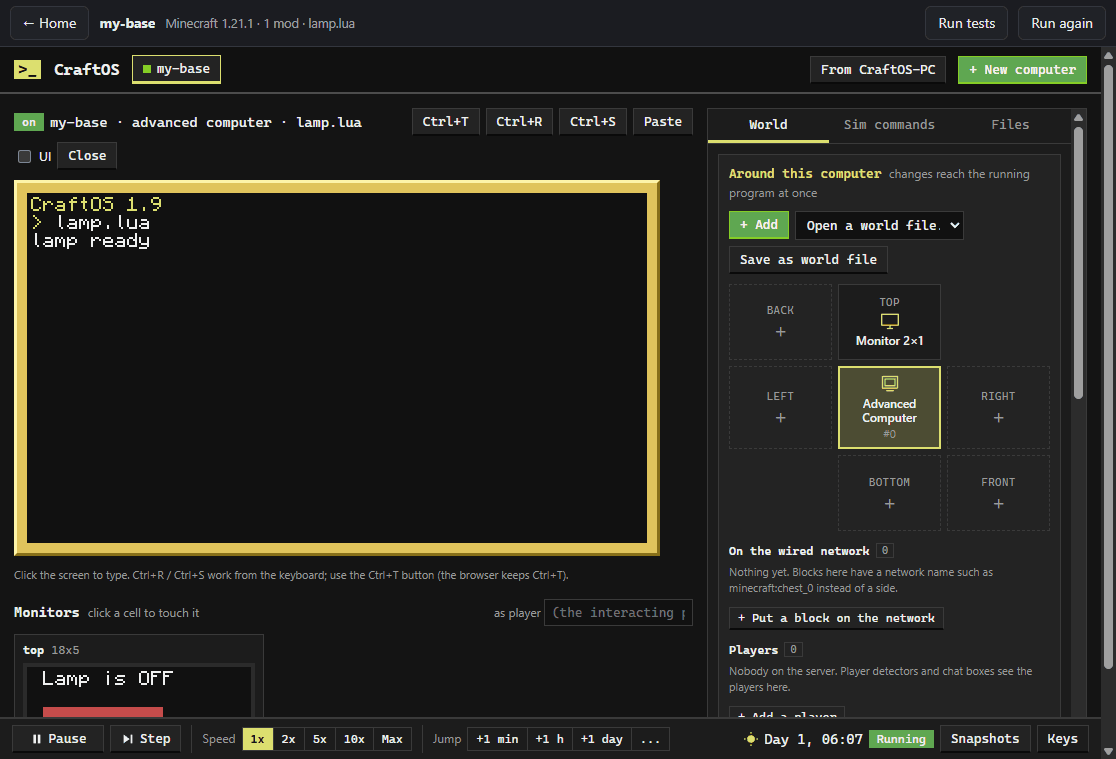 ← Home my-base Minecraft 1.21.1 · 1 mod · lamp.lua Run tests Run again
>_ CraftOS my-base From CraftOS-PC + New computer
on my-base · advanced computer · lamp.lua Ctrl+T Ctrl+R Ctrl+S Paste
UI Close
CraftOS 1.9
> lamp.lua
lamp ready
Click the screen to type. Ctrl+R / Ctrl+S work from the keyboard; use the Ctrl+T button (the browser keeps Ctrl+T).
Monitors click a cell to touch it as player (the interacting p
top 18x5
Lamp is OFF
World Sim commands Files
Around this computer changes reach the running
program at once
+ Add Open a world file.
Save as world file
BACK
+
TOP
Monitor 2×1
LEFT
+
Advanced
Computer
#0
RIGHT
+
BOTTOM
+
FRONT
+
On the wired network 0
Nothing yet. Blocks here have a network name such as
minecraft:chest_0 instead of a side.
+ Put a block on the network
Players 0
Nobody on the server. Player detectors and chat boxes see the
players here.
+ Add a player
Pause Step Speed 1x 2x 5x 10x Max Jump +1 min +1 h +1 day ... Day 1, 06:07 Running Snapshots Keys